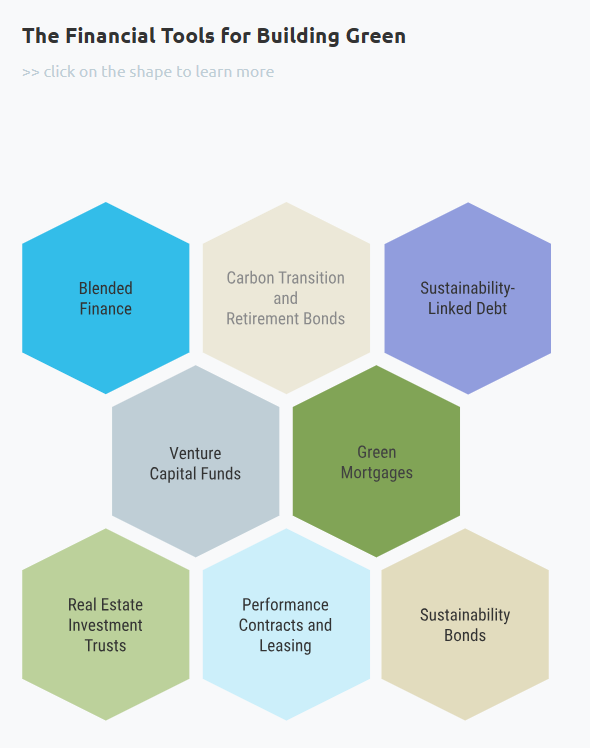 The Financial Tools for Building Green
>> click on the shape to learn more
Blended
Finance
Carbon Transition
and
Retirement Bonds
Sustainability-
Linked Debt
Venture
Capital Funds
Green
Mortgages
Real Estate
Investment
Trusts
Performance
Contracts and
Leasing
Sustainability
Bonds